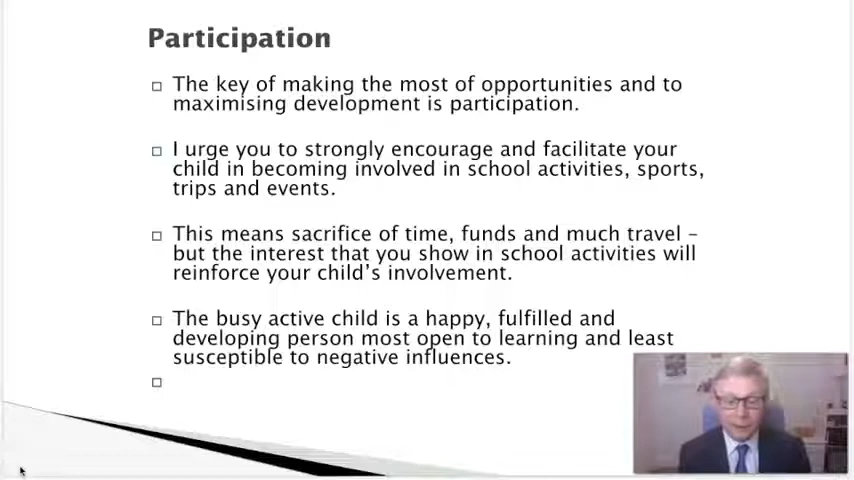 Participation
The key of making the most of opportunities and to
maximising development is participation.
I urge you to strongly encourage and facilitate your
child in becoming involved in school activities, sports,
trips and events.
This means sacrifice of time, funds and much travel –
but the interest that you show in school activities will
reinforce your child's involvement.
The busy active child is a happy, fulfilled and
developing person most open to learning and least
susceptible to negative influences.